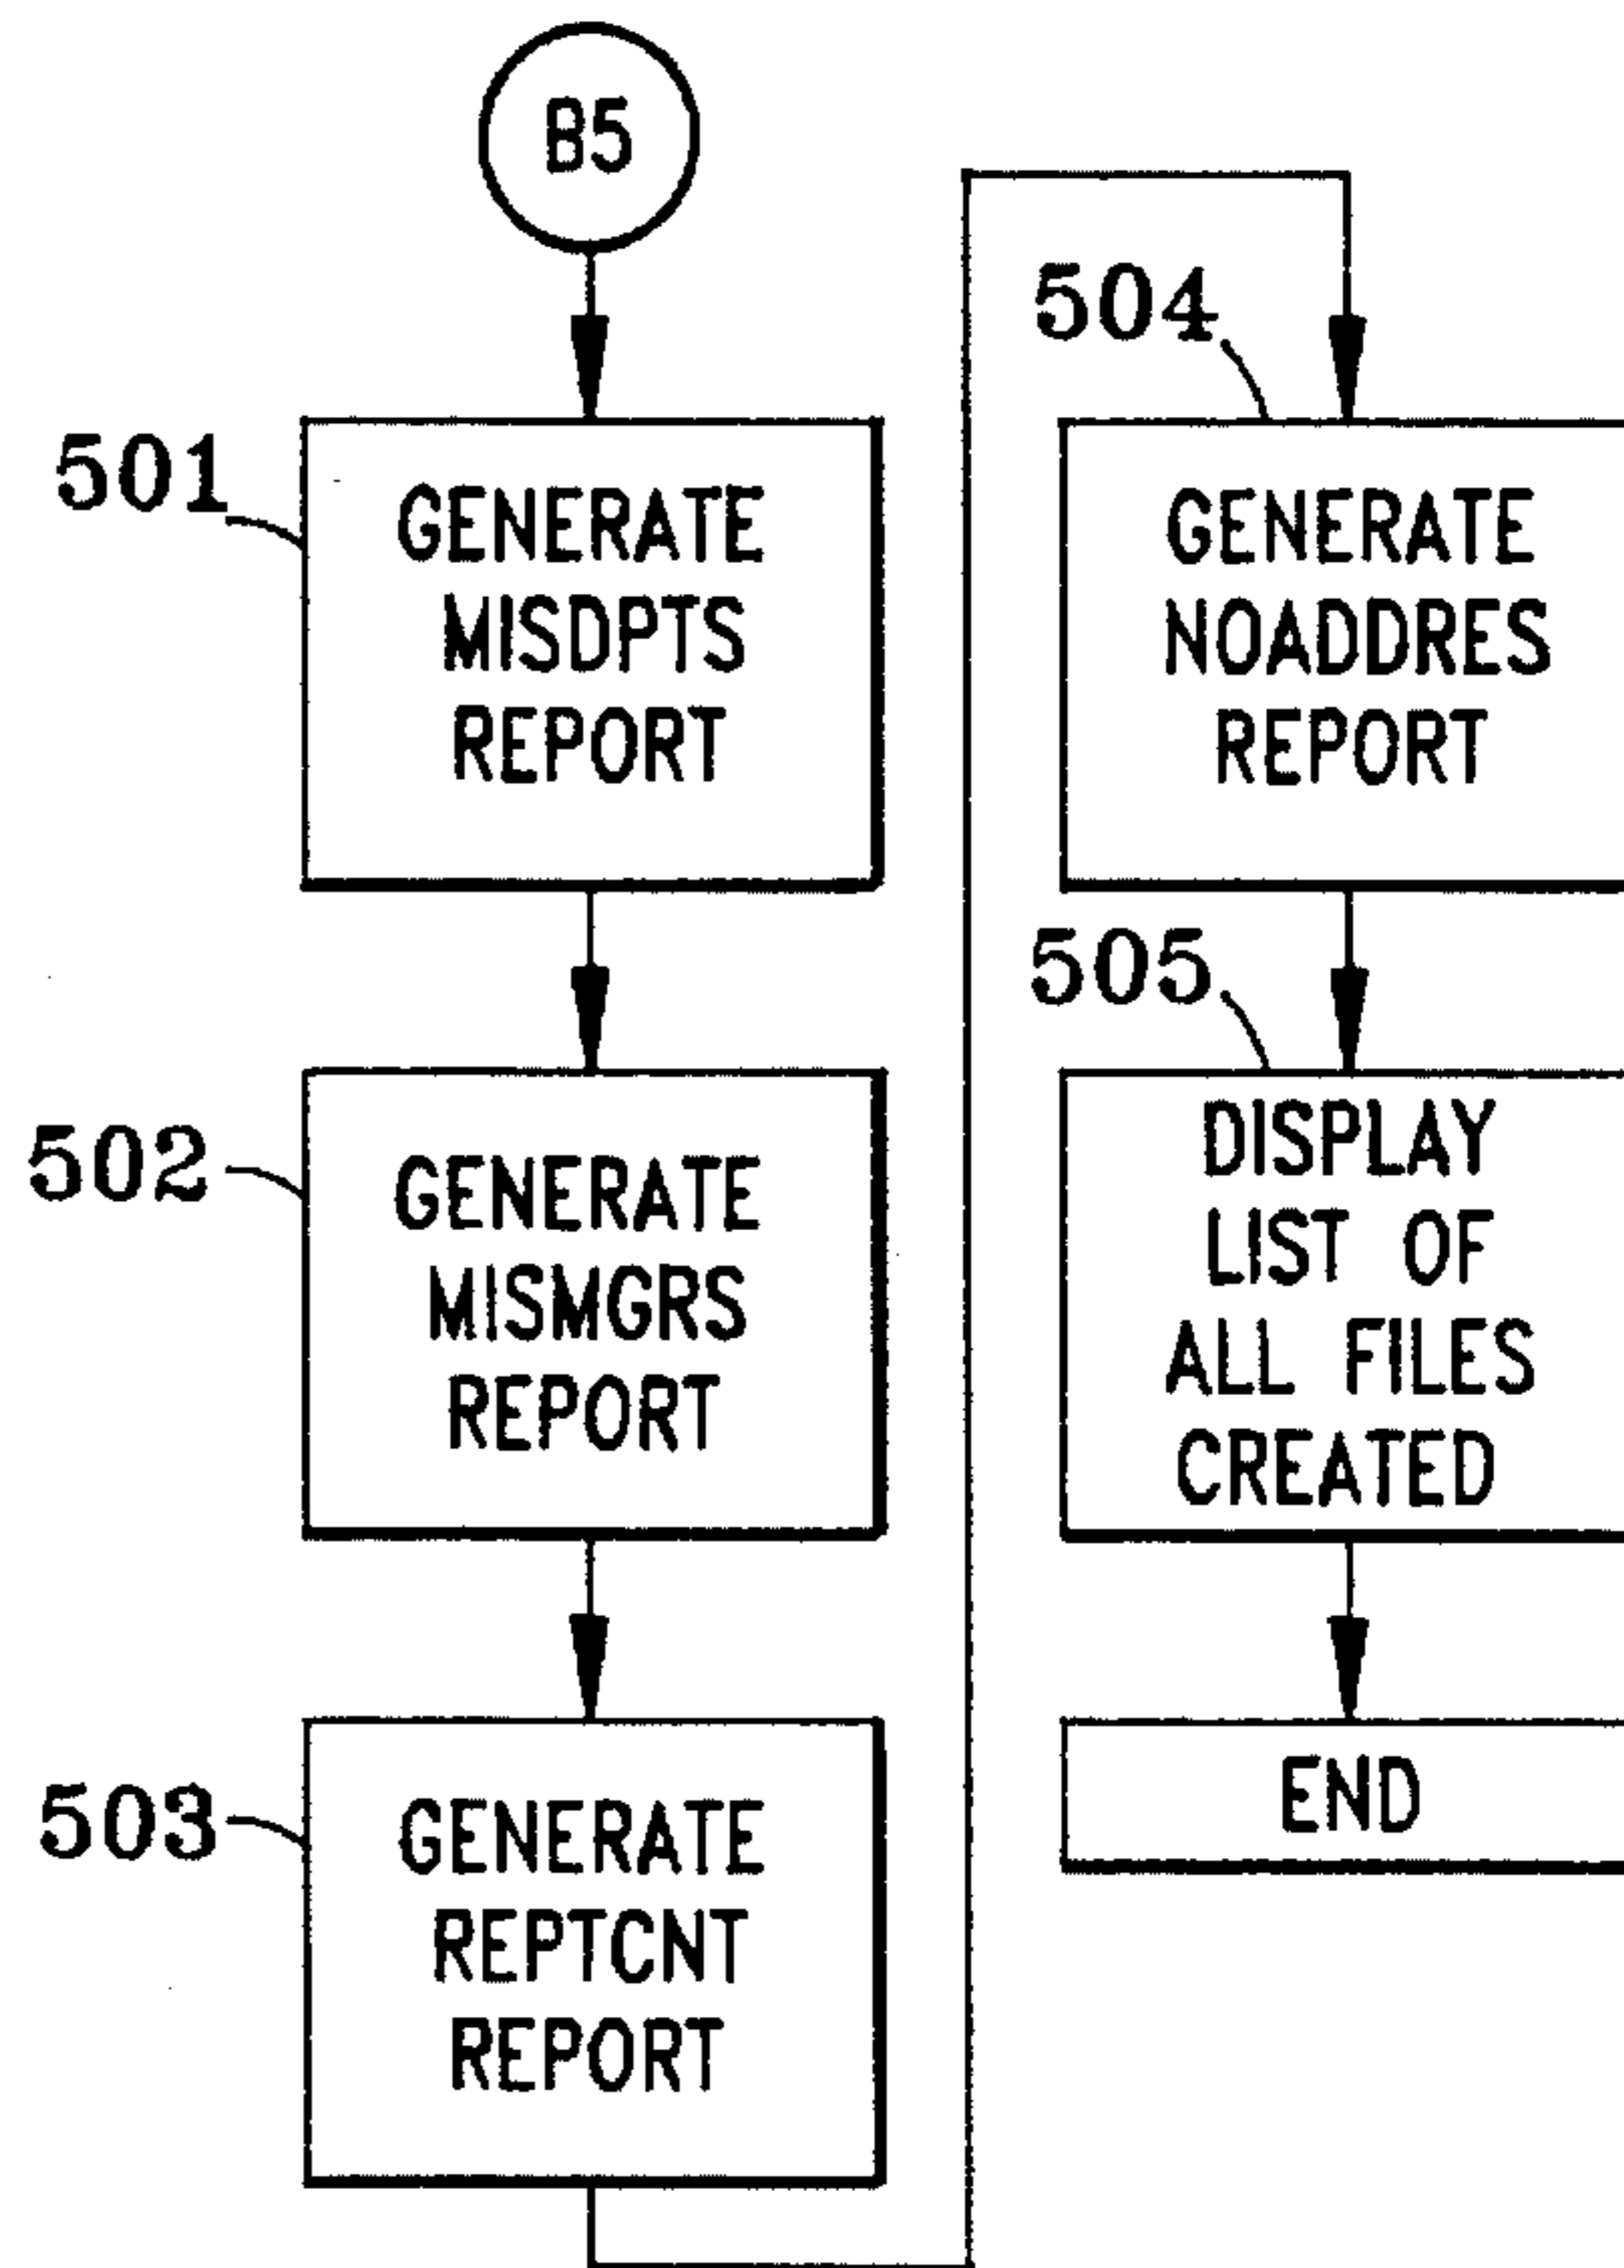 B5
501
GENERATE
MISDPTS
REPORT
502
GENERATE
MISMGRS
REPORT
503
GENERATE
REPTCNT
REPORT
504
GENERATE
NOADDRES
REPORT
505
DISPLAY
LIST OF
ALL FILES
CREATED
END